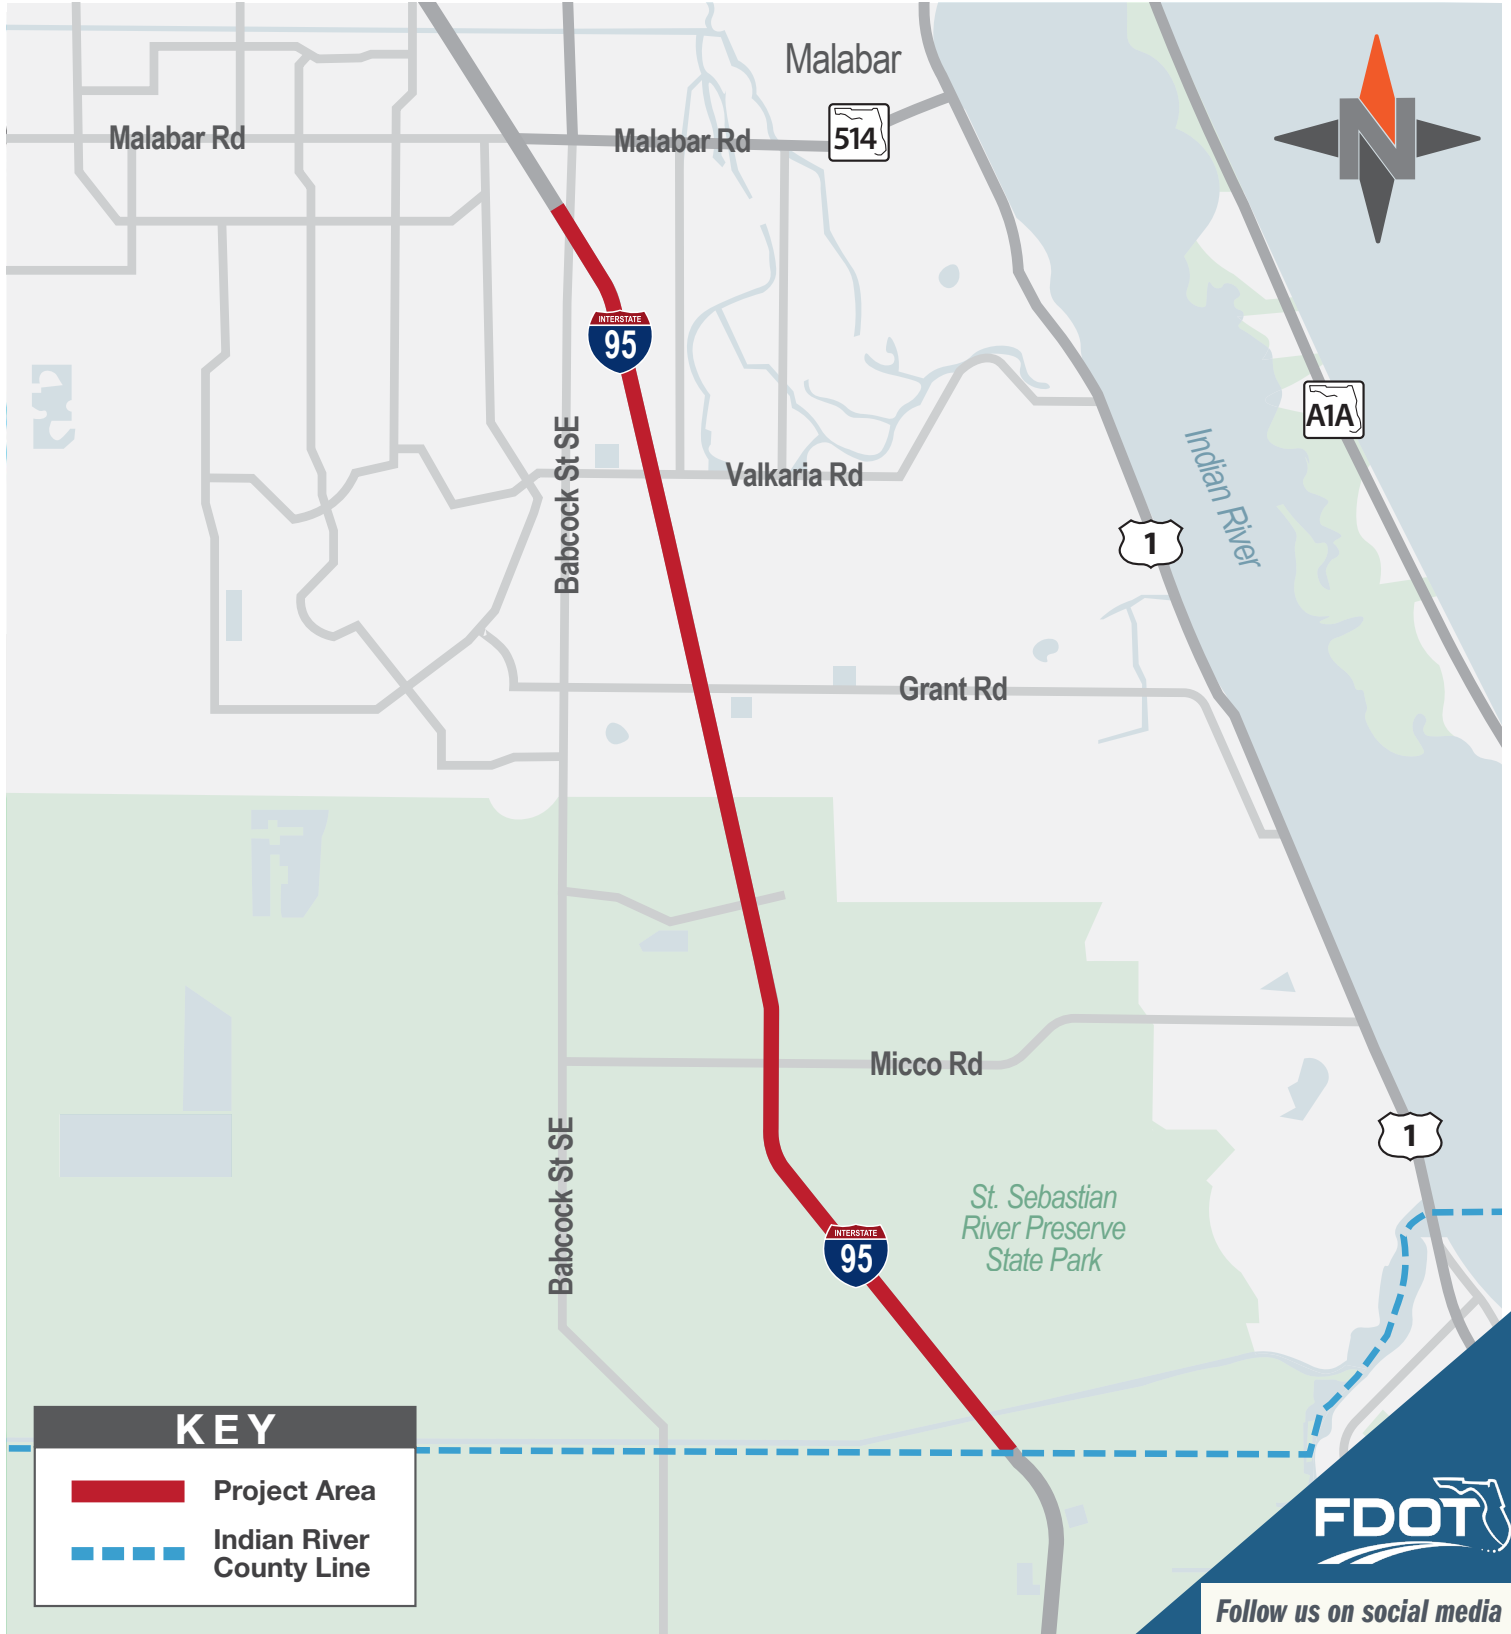 Malabar
Malabar Rd
Malabar Rd
514
N
INTERSTATE
95
A1A
Babcock St SE
Valkaria Rd
Indian River
1
Grant Rd
Micco Rd
1
Babcock St SE
St. Sebastian
River Preserve
State Park
INTERSTATE
95
KEY
Project Area
Indian River
County Line
FDOT
Follow us on social media